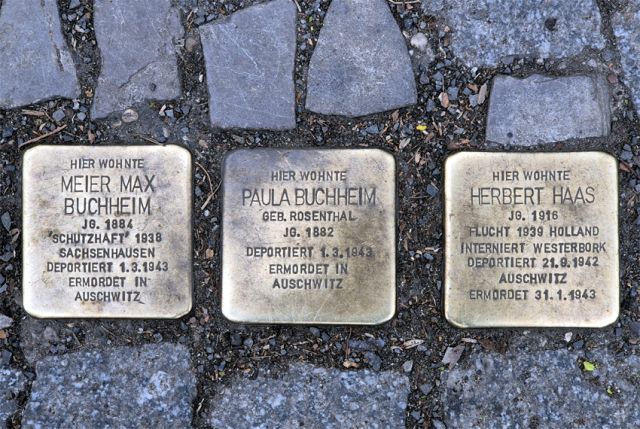 HIER WOHNTE
MEIER MAX
BUCHHEIM
JG. 1884
"SCHUTZHAFT" 1938
SACHSENHAUSEN
DEPORTIERT 1.3.1943
ERMORDET IN
AUSCHWITZ
HIER WOHNTE
PAULA BUCHHEIM
GEB. ROSENTHAL
JG. 1882
DEPORTIERT 1.3.1943
ERMORDET IN
AUSCHWITZ
HIER WOHNTE
HERBERT HAAS
JG. 1916
FLUCHT 1939 HOLLAND
INTERNIERT WESTERBORK
DEPORTIERT 21.9.1942
AUSCHWITZ
ERMORDET 31.1.1943